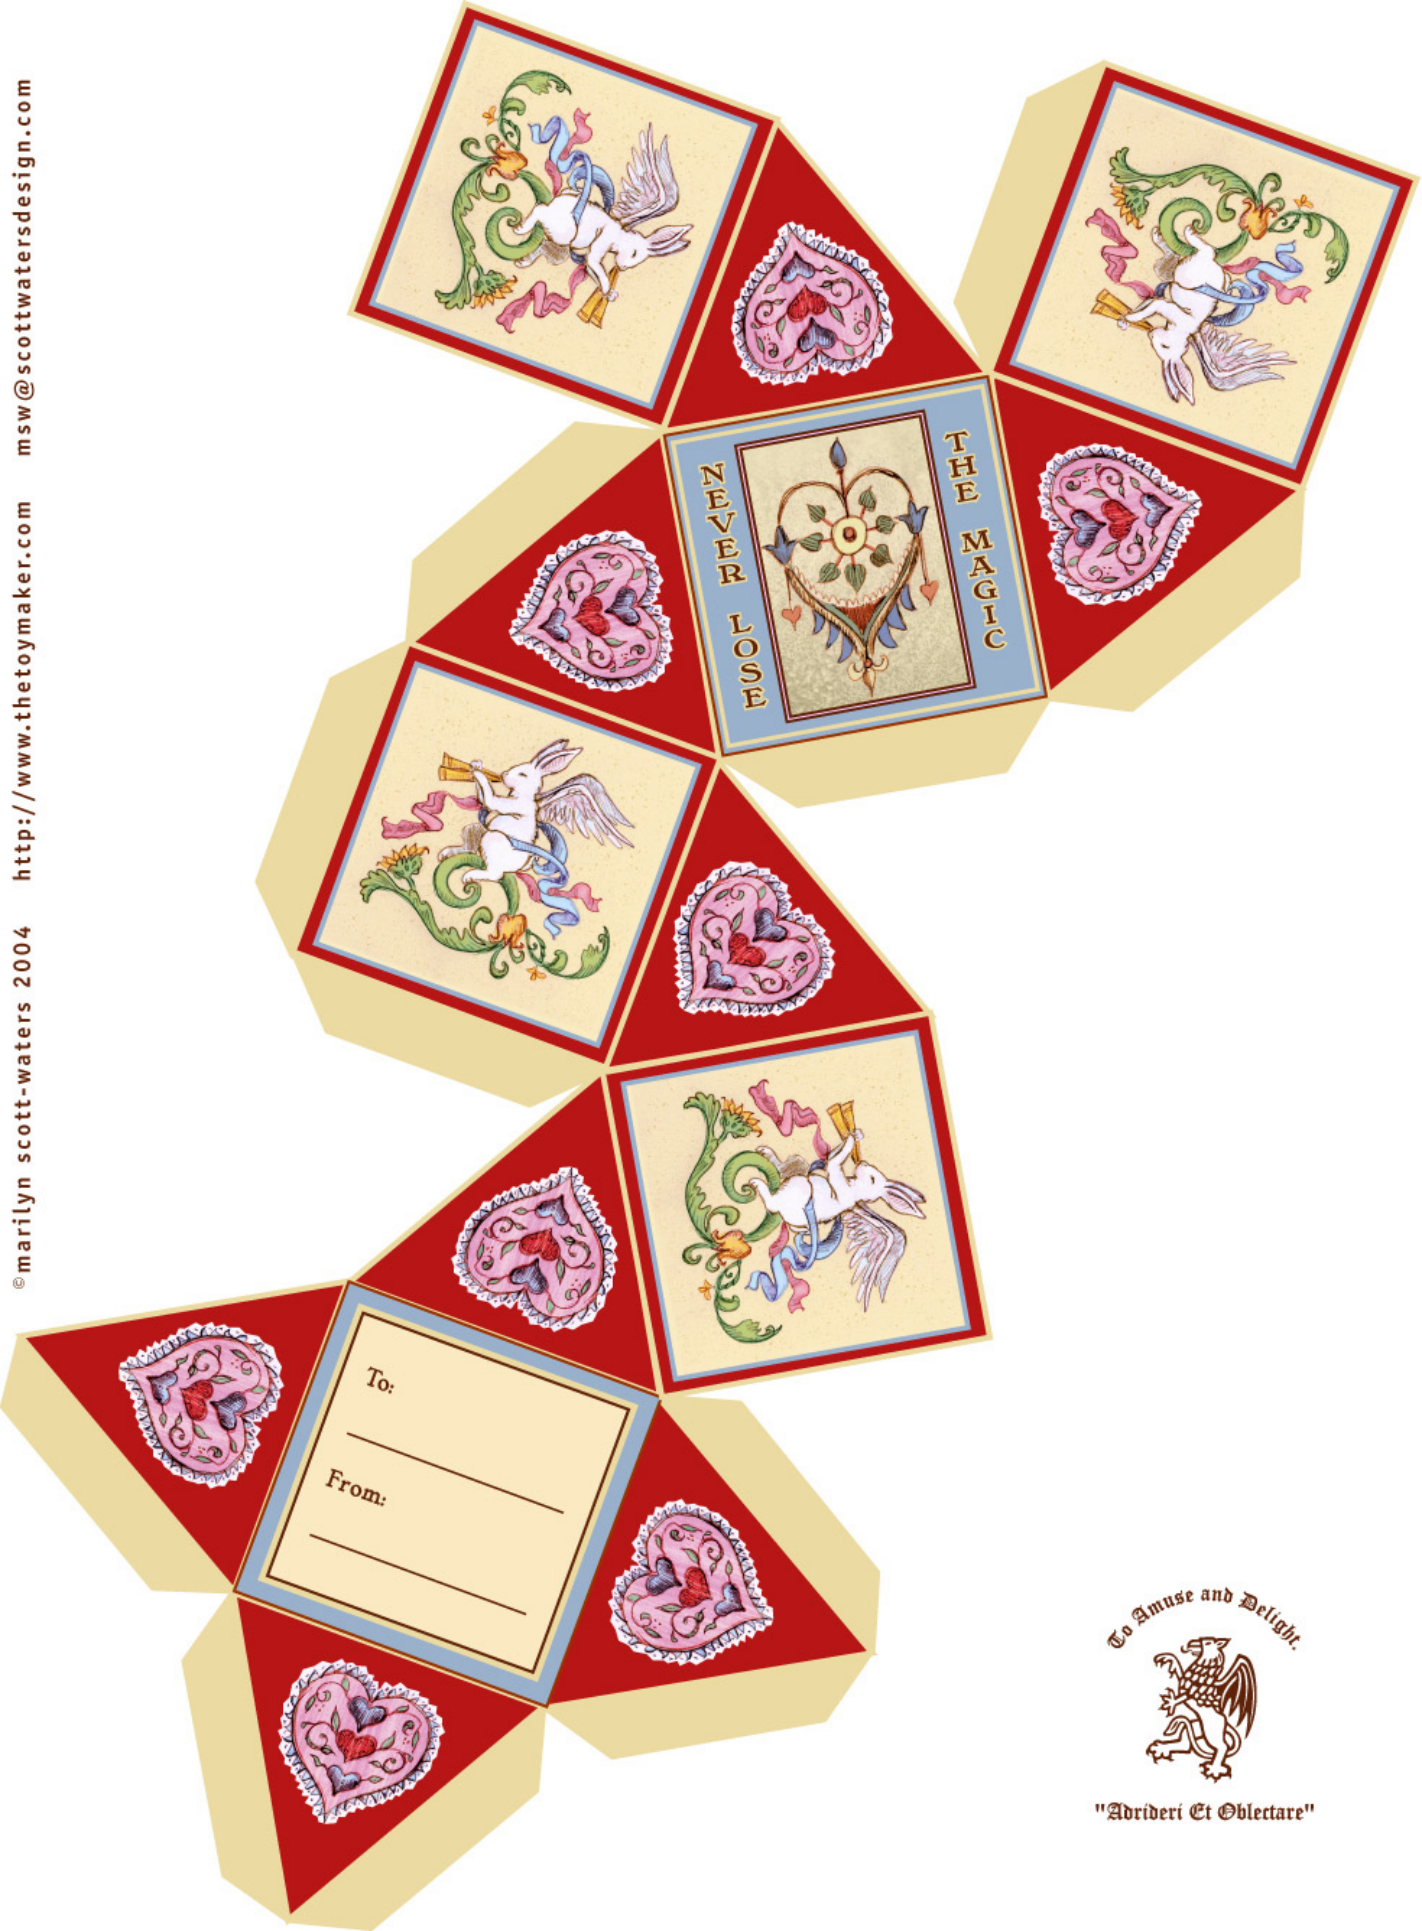 © marilyn scott-waters 2004 http://www.thetoymaker.com msw@scottwatersdesign.com
NEVER LOSE
THE MAGIC
To:
From:
To Amuse and Delight.
"Adrideri Et Oblectare"